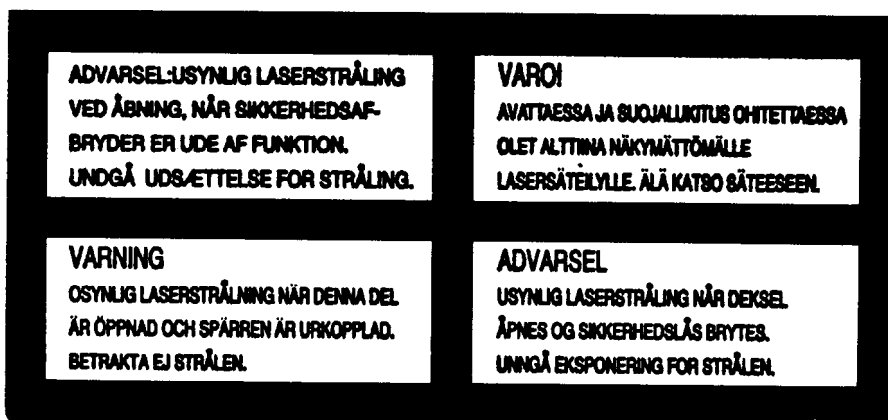 ADVARSEL:USYNLIG LASERSTRÅLING
VED ÅBNING, NÅR SIKKERHEDSAF-
BRYDER ER UDE AF FUNKTION.
UNDGÅ UDSÆTTELSE FOR STRÅLING.
VARO!
AVATTAESSA JA SUOJALUKITUS OHITETTAESSA
OLET ALTTIINA NÄKYMÄTTÖMÄLLE
LASERSÄTEILYLLE. ÄLÄ KATSO SÄTEESEEN.
VARNING
OSYNLIG LASERSTRÅLNING NÄR DENNA DEL
ÄR ÖPPNAD OCH SPÄRREN ÄR URKOPPLAD.
BETRAKTA EJ STRÅLEN.
ADVARSEL
USYNLIG LASERSTRÅLING NÅR DEKSEL
ÅPNES OG SIKKERHEDSLÅS BRYTES.
UNNGÅ EKSPONERING FOR STRÅLEN.